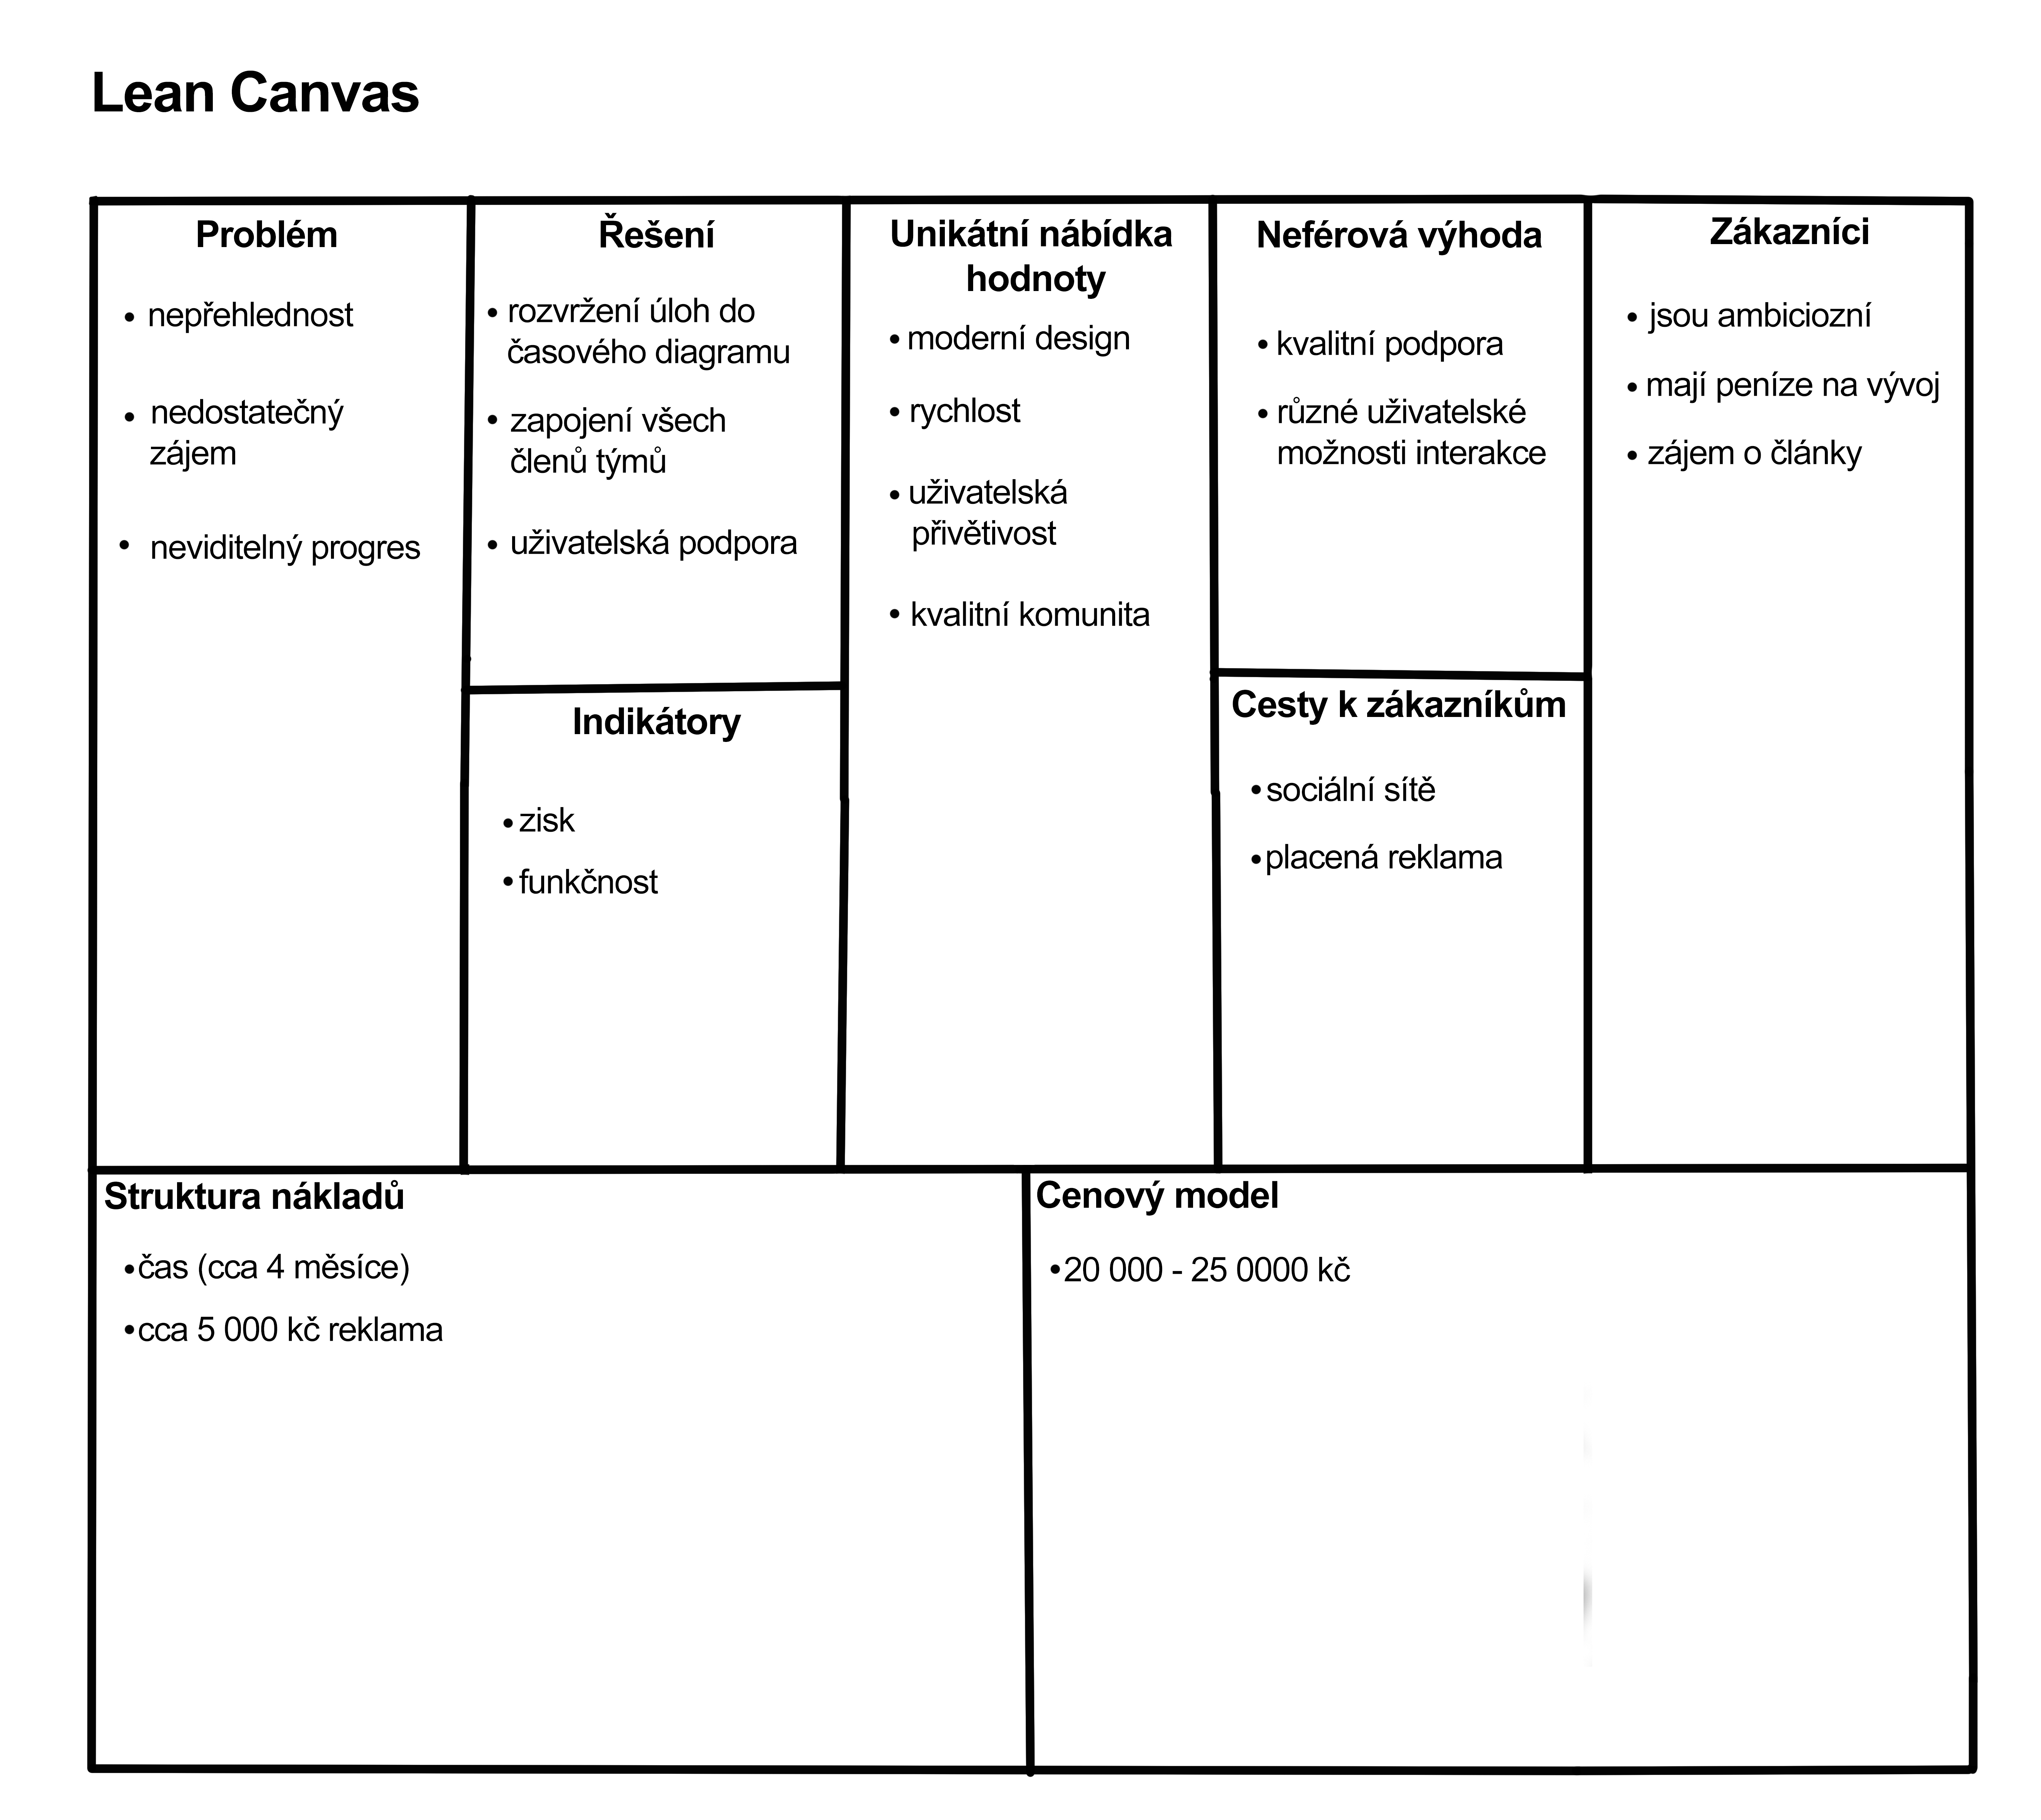 Lean Canvas
Problém
• nepřehlednost
• nedostatečný
zájem
• neviditelný progres
Řešení
• rozvržení úloh do
časového diagramu
• zapojení všech
členů týmů
• uživatelská podpora
Indikátory
• zisk
• funkčnost
Unikátní nábídka
hodnoty
• moderní design
• rychlost
• uživatelská
přivětivost
• kvalitní komunita
Neférová výhoda
• kvalitní podpora
• různé uživatelské
možnosti interakce
Cesty k zákazníkům
• sociální sítě
• placená reklama
Zákazníci
• jsou ambiciozní
• mají peníze na vývoj
• zájem o články
Struktura nákladů
• čas (cca 4 měsíce)
• cca 5 000 kč reklama
Cenový model
• 20 000 - 25 0000 kč